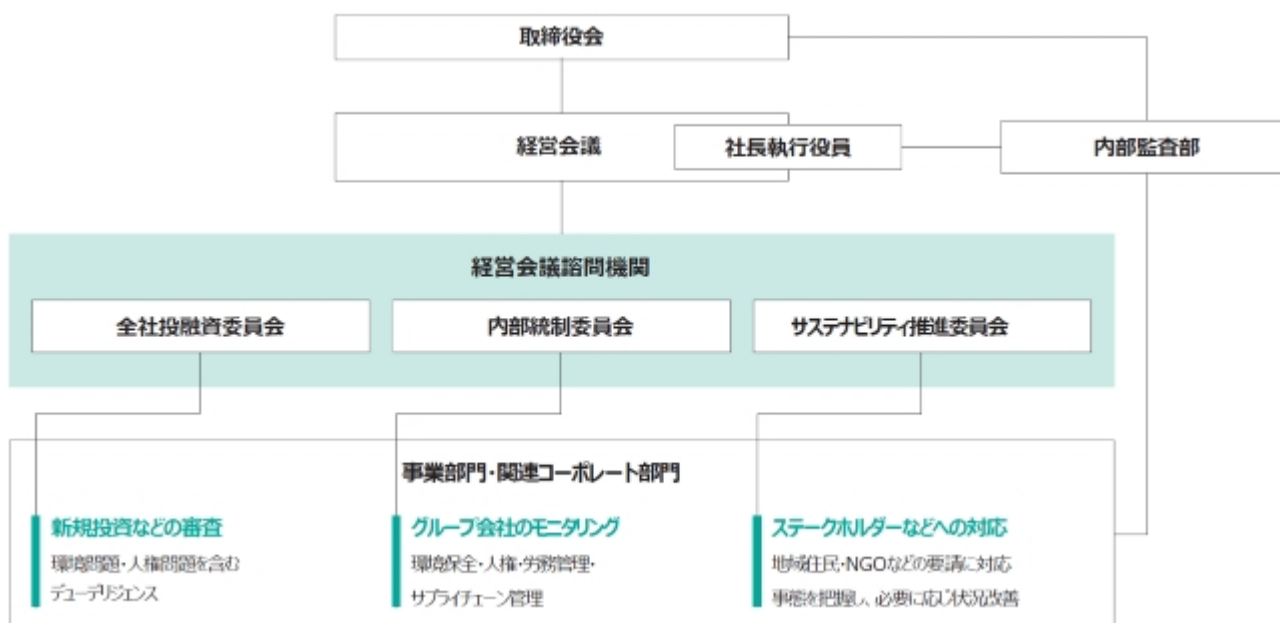 取締役会
経営会議
社長執行役員
内部監査部
経営会議諮問機関
全社投融資委員会
内部統制委員会
サステナビリティ推進委員会
事業部門・関連コーポレート部門
新規投資などの審査
環境問題・人権問題を含む
デューデリジェンス
グループ会社のモニタリング
環境保全・人権・労務管理・
サプライチェーン管理
ステークホルダーなどへの対応
地域住民・NGOなどの要請に対応
事態を把握し、必要に応じ状況改善